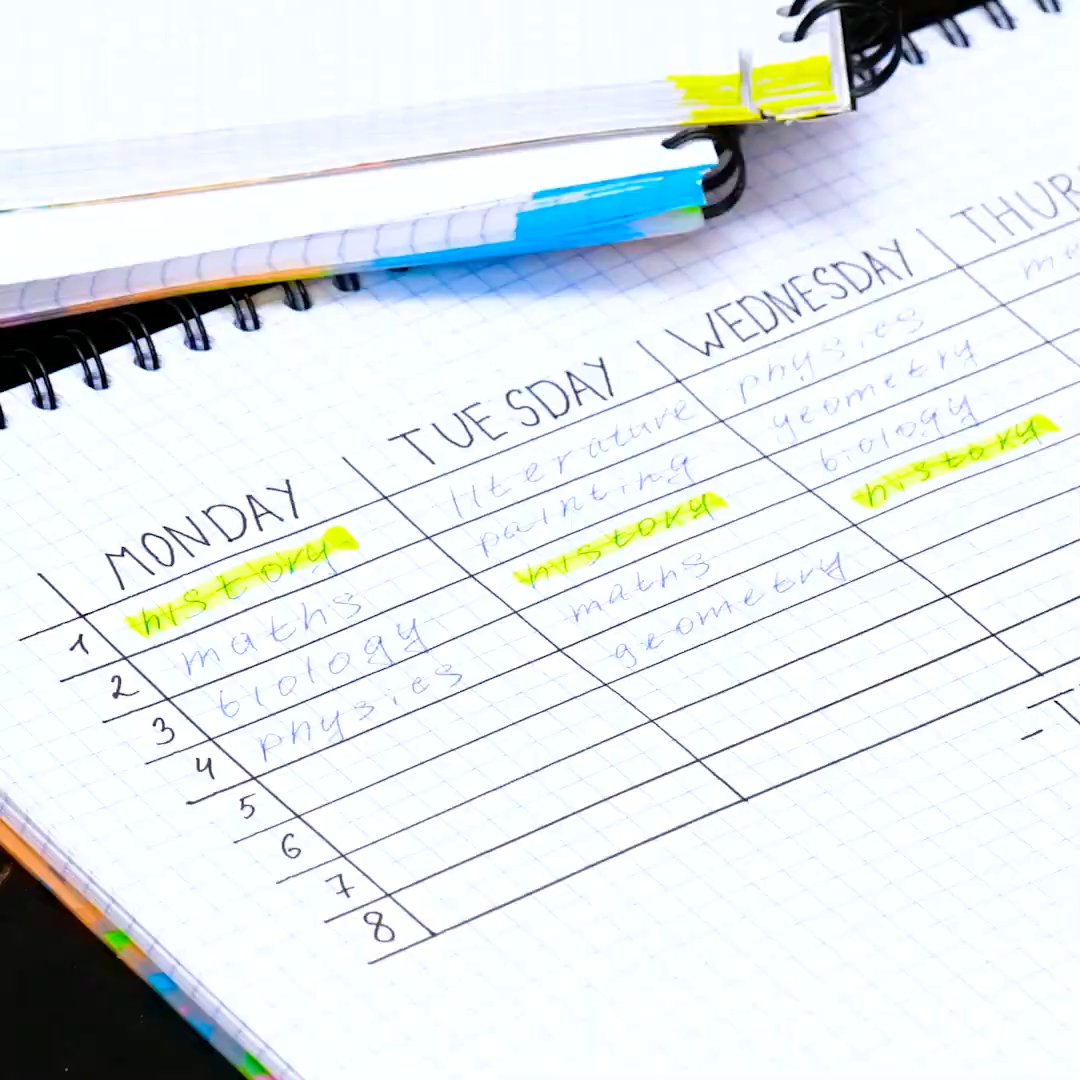 MONDAY TUESDAY WEDNESDAY THUR
1 history literature physics mu
2 maths painting geometry
3 biology history biology
4 physics maths history
5 geometry
6
7
8